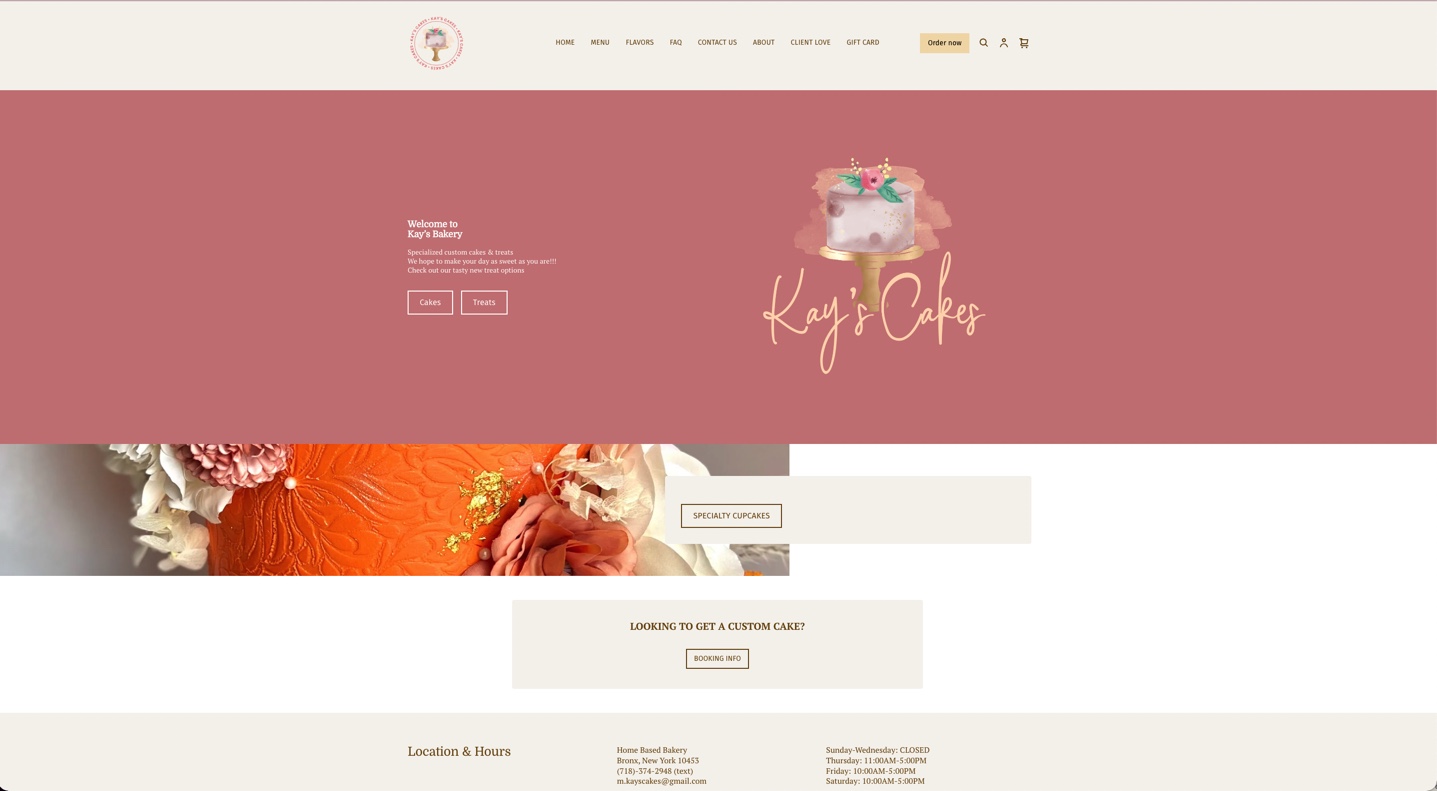 HOME MENU FLAVORS FAQ CONTACT US ABOUT CLIENT LOVE GIFT CARD Order now
Welcome to
Kay's Bakery
Specialized custom cakes & treats
We hope to make your day as sweet as you are!!!
Check out our tasty new treat options
Cakes Treats
Kay's Cakes
SPECIALTY CUPCAKES
LOOKING TO GET A CUSTOM CAKE?
BOOKING INFO
Location & Hours
Home Based Bakery
Bronx, New York 10453
(718)-374-2948 (text)
m.kayscakes@gmail.com
Sunday-Wednesday: CLOSED
Thursday: 11:00AM-5:00PM
Friday: 10:00AM-5:00PM
Saturday: 10:00AM-5:00PM